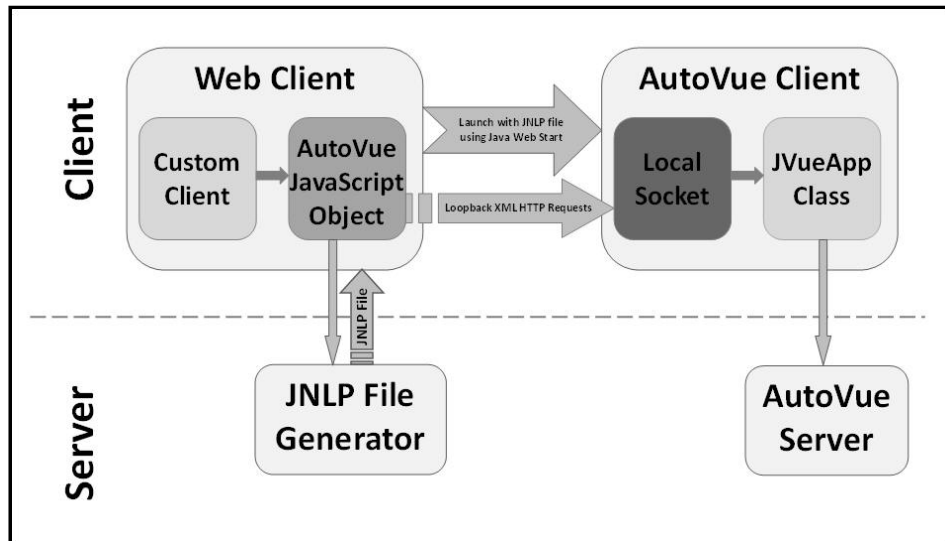 Client
Web Client
Custom
Client
AutoVue
JavaScript
Object
Launch with JNLP file
using Java Web Start
Loopback XML HTTP Requests
AutoVue Client
Local
Socket
JVueApp
Class
JNLP File
Server
JNLP File
Generator
AutoVue
Server